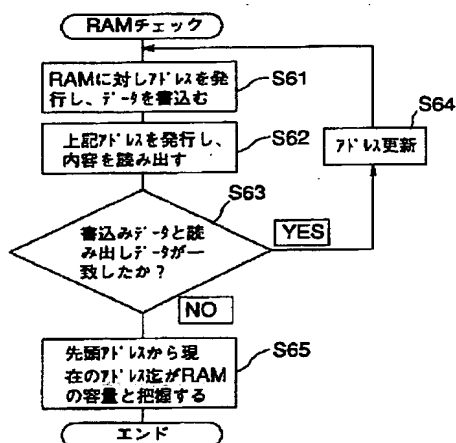 RAMチェック
RAMに対しアドレスを発
行し、データを書込む
S61
上記アドレスを発行し、
内容を読み出す
S62
アドレス更新
S64
S63
書込みデータと読
み出しデータが一
致したか?
YES
NO
先頭アドレスから現
在のアドレス迄がRAM
の容量と把握する
S65
エンド